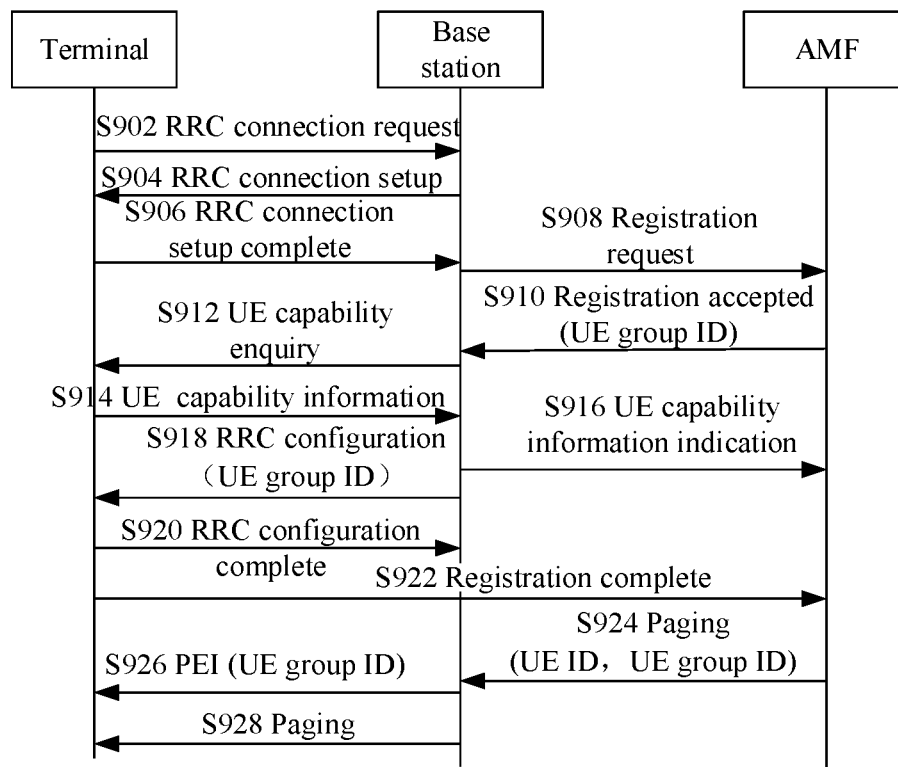 Terminal
Base
station
AMF
S902 RRC connection request
S904 RRC connection setup
S906 RRC connection
setup complete
S908 Registration
request
S910 Registration accepted
(UE group ID)
S912 UE capability
enquiry
S914 UE capability information
S916 UE capability
information indication
S918 RRC configuration
（UE group ID）
S920 RRC configuration
complete
S922 Registration complete
S924 Paging
(UE ID，UE group ID)
S926 PEI (UE group ID)
S928 Paging